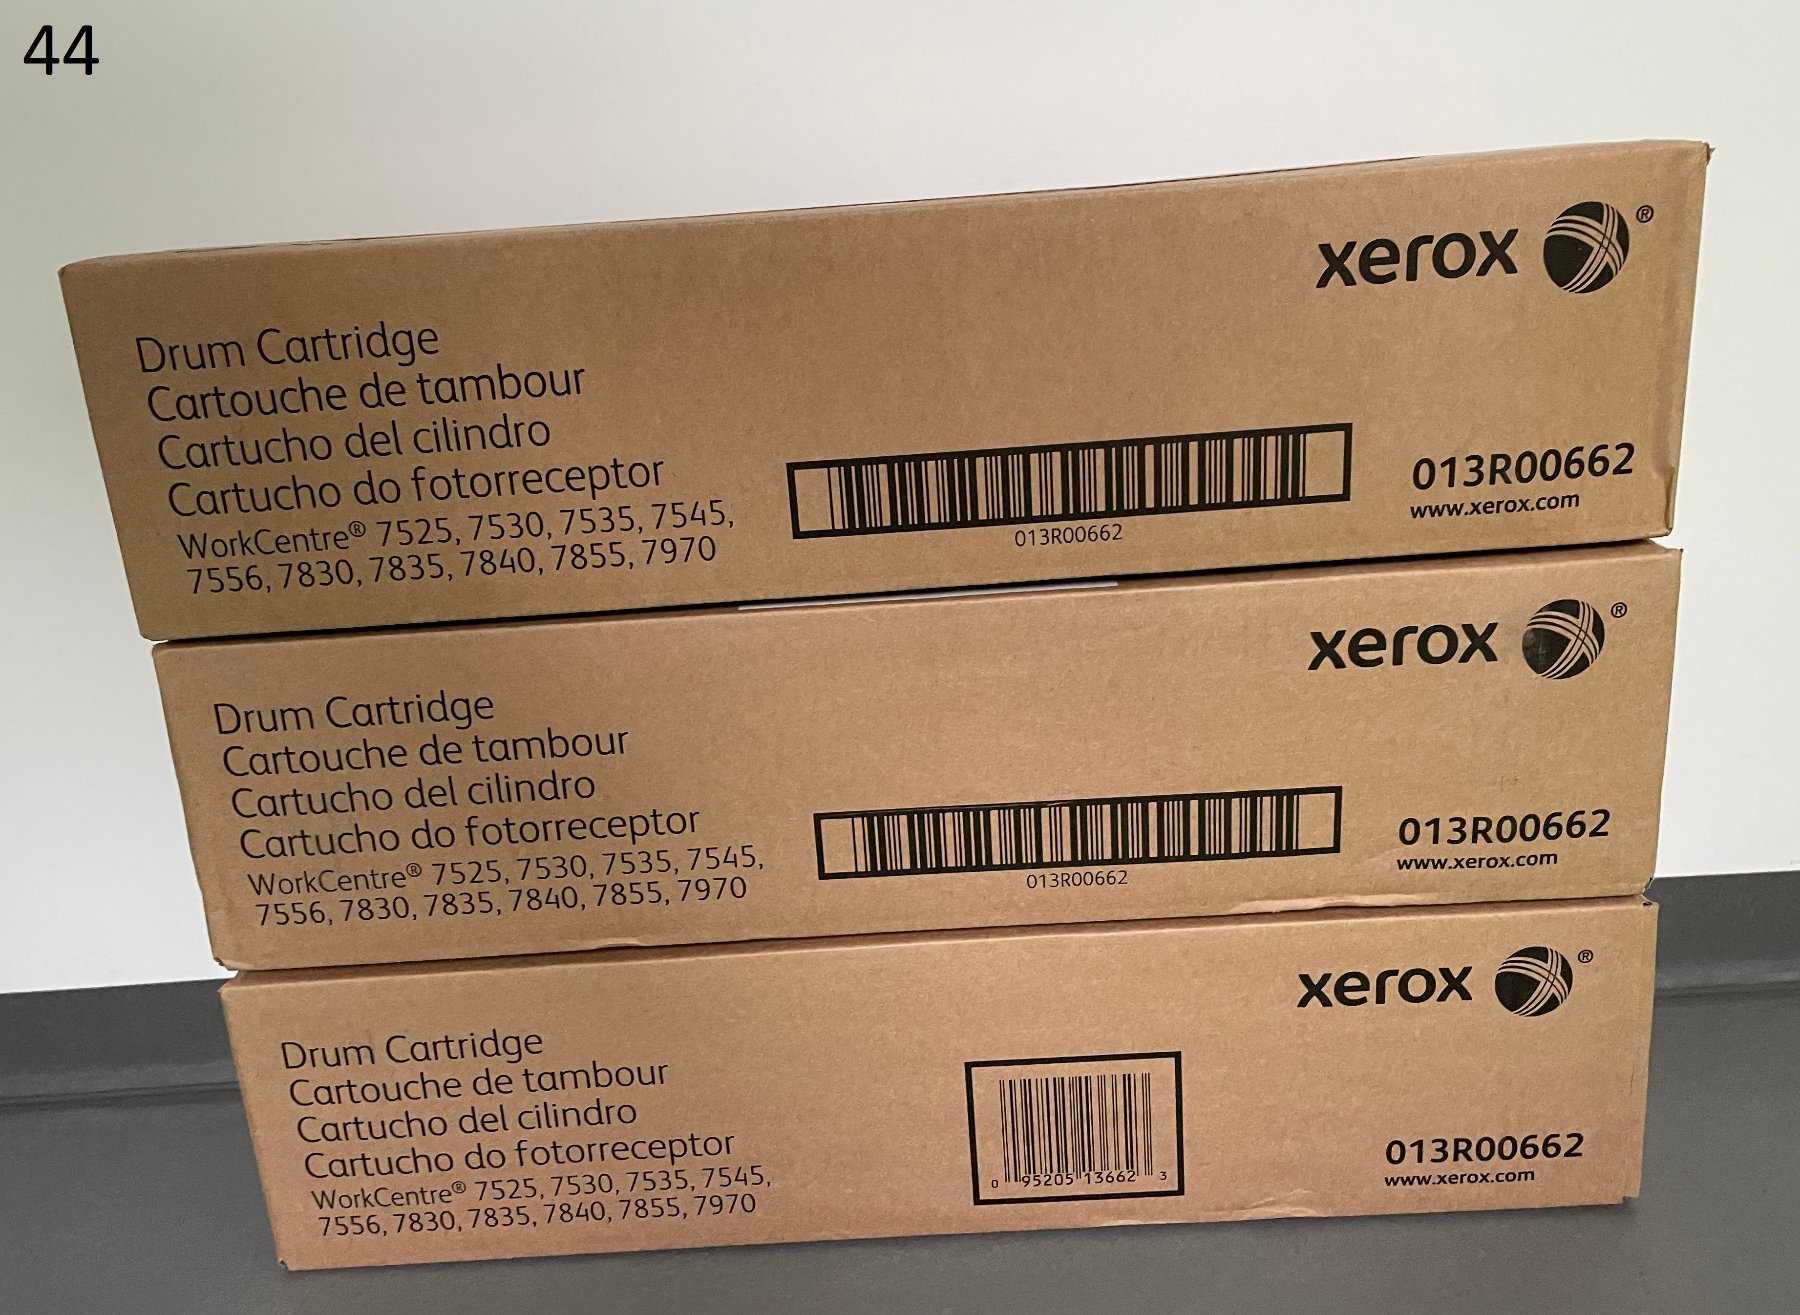 44
xerox ®
Drum Cartridge
Cartouche de tambour
Cartucho del cilindro
Cartucho do fotorreceptor
WorkCentre® 7525, 7530, 7535, 7545,
7556, 7830, 7835, 7840, 7855, 7970
013R00662
013R00662
www.xerox.com
xerox ®
Drum Cartridge
Cartouche de tambour
Cartucho del cilindro
Cartucho do fotorreceptor
WorkCentre® 7525, 7530, 7535, 7545,
7556, 7830, 7835, 7840, 7855, 7970
013R00662
013R00662
www.xerox.com
xerox ®
Drum Cartridge
Cartouche de tambour
Cartucho del cilindro
Cartucho do fotorreceptor
WorkCentre® 7525, 7530, 7535, 7545,
7556, 7830, 7835, 7840, 7855, 7970
0 95205 13662 3
013R00662
www.xerox.com